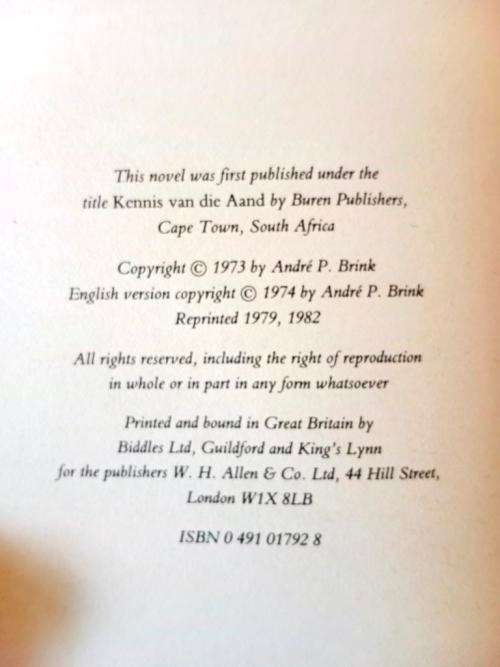 This novel was first published under the
title Kennis van die Aand by Buren Publishers,
Cape Town, South Africa
Copyright © 1973 by André P. Brink
English version copyright © 1974 by André P. Brink
Reprinted 1979, 1982
All rights reserved, including the right of reproduction
in whole or in part in any form whatsoever
Printed and bound in Great Britain by
Biddles Ltd, Guildford and King's Lynn
for the publishers W. H. Allen & Co. Ltd, 44 Hill Street,
London W1X 8LB
ISBN 0 491 01792 8